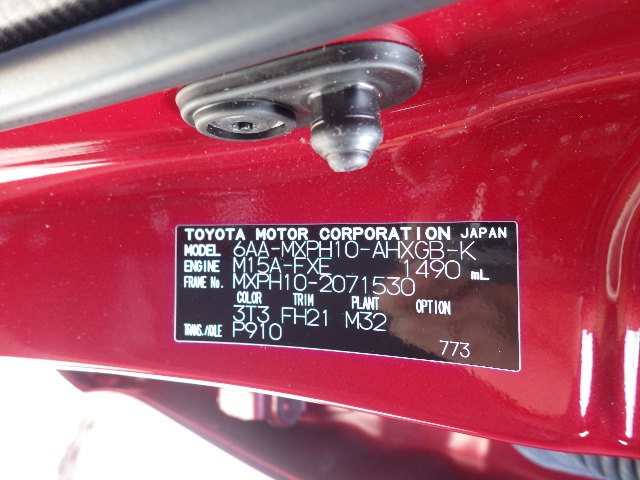 TOYOTA MOTOR CORPORATION JAPAN
MODEL 6AA-MXPH10-AHXGB-K
ENGINE M15A-FXE 1490 mL
FRAME No. MXPH10-2071530
COLOR TRIM PLANT OPTION
3T3 FH21 M32
TRANS./AXLE P910
773